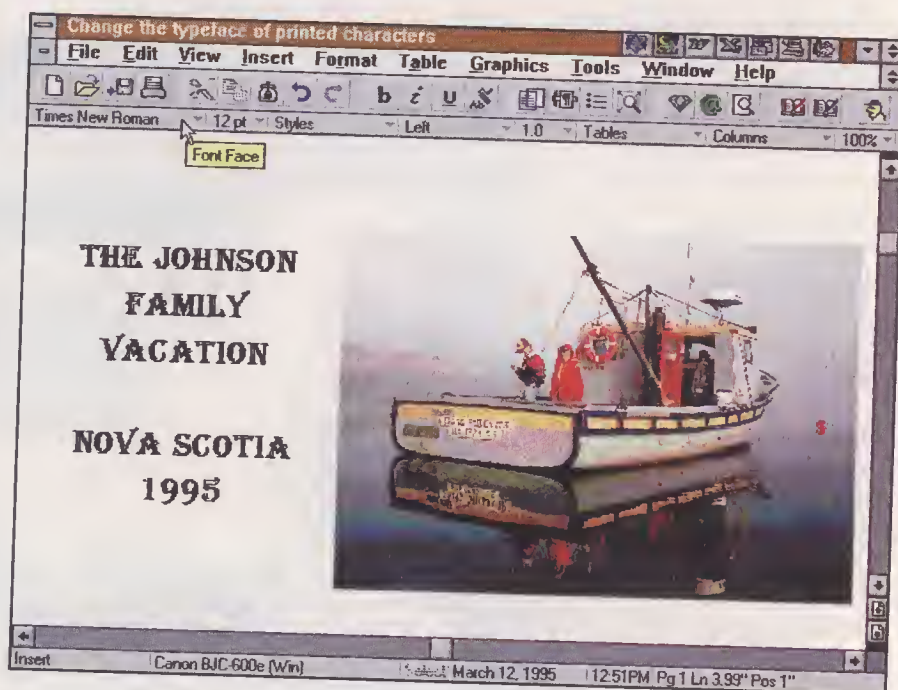 Change the typeface of printed characters
File Edit View Insert Format Table Graphics Tools Window Help
b i u ABC
Times New Roman 12 pt Styles Left 1.0 Tables Columns 100%
Font Face
THE JOHNSON
FAMILY
VACATION
NOVA SCOTIA
1995
Insert Canon BJC-600e (Win) Select March 12, 1995 12:51PM Pg 1 Ln 3.99" Pos 1"